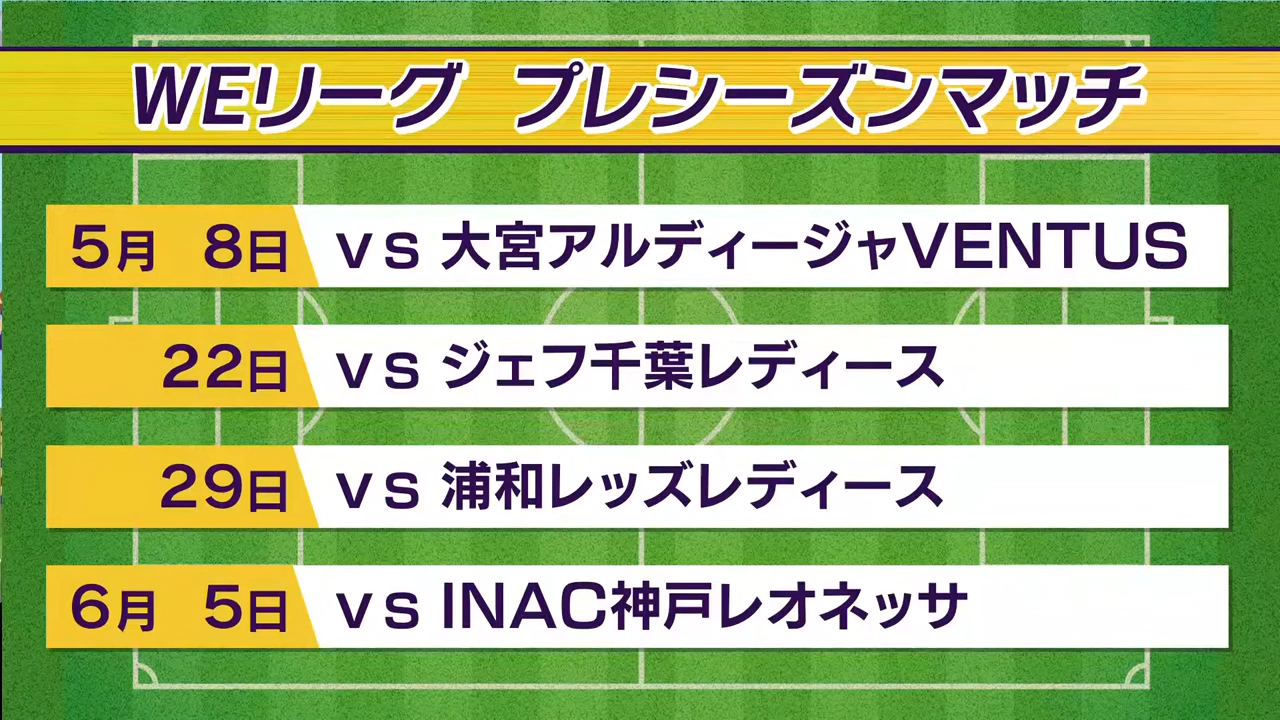 WEリーグ プレシーズンマッチ
5月 8日 vs 大宮アルディージャVENTUS
22日 vs ジェフ千葉レディース
29日 vs 浦和レッズレディース
6月 5日 vs INAC神戸レオネッサ